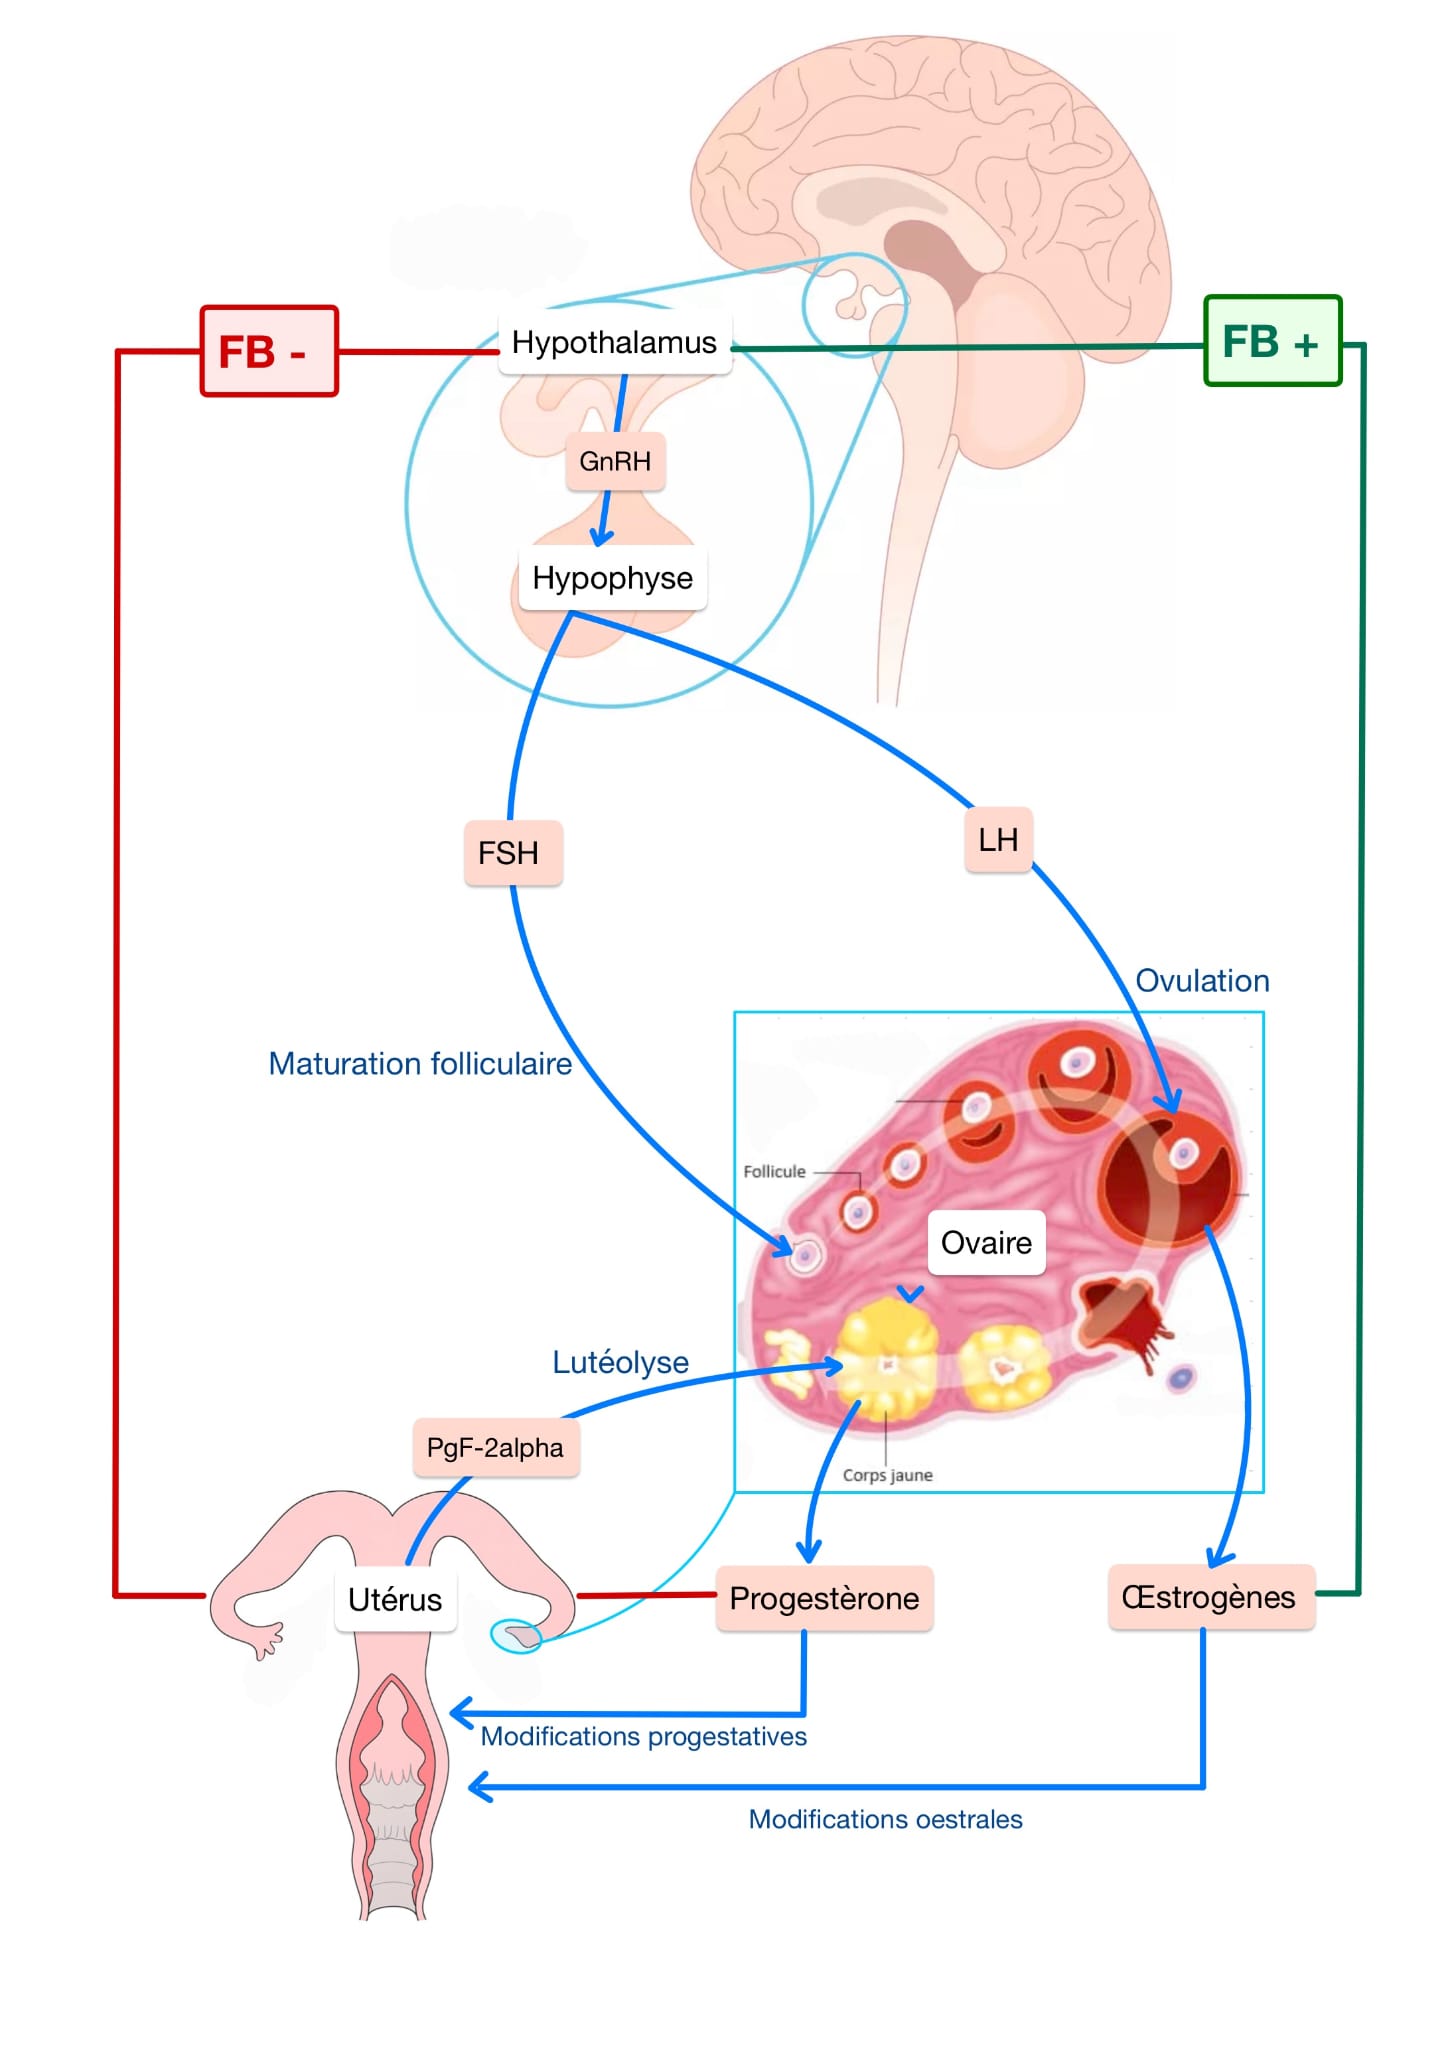 FB -
Hypothalamus
FB +
GnRH
Hypophyse
FSH
LH
Ovulation
Maturation folliculaire
Follicule
Ovaire
Lutéolyse
PgF-2alpha
Corps jaune
Utérus
Progestèrone
Œstrogènes
Modifications progestatives
Modifications oestrales